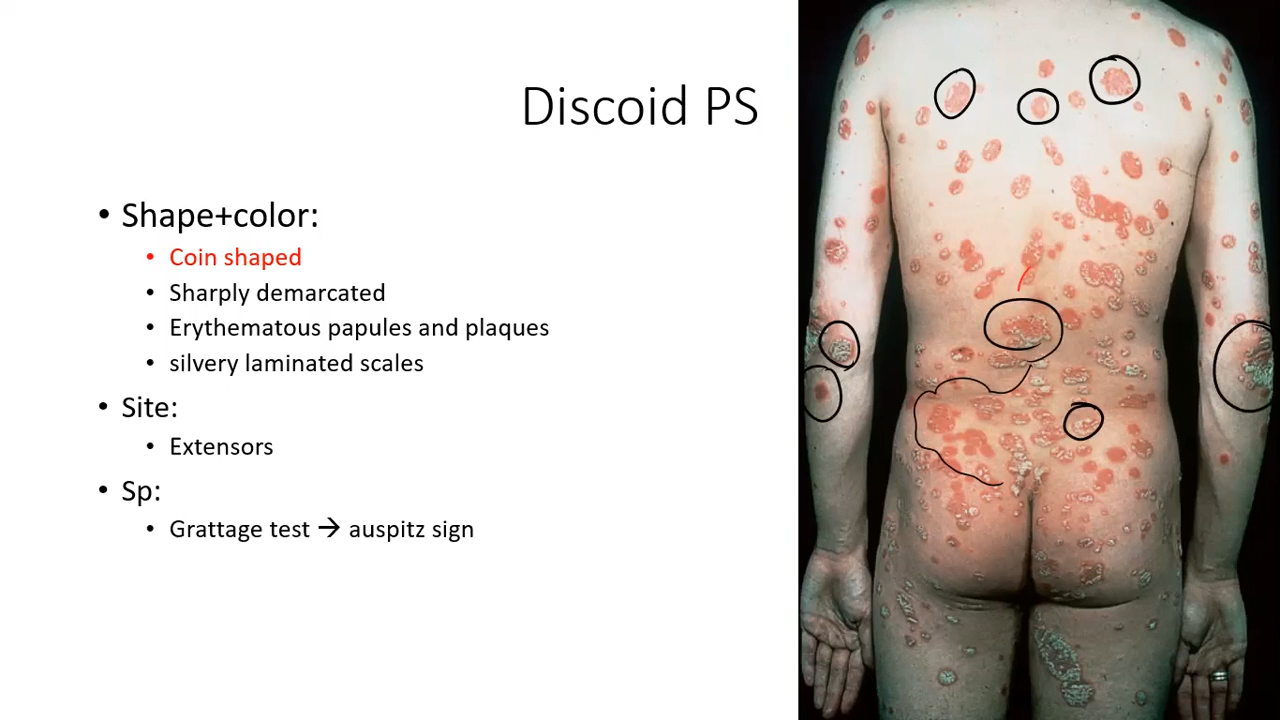 Discoid PS
• Shape+color:
• Coin shaped
• Sharply demarcated
• Erythematous papules and plaques
• silvery laminated scales
• Site:
• Extensors
• Sp:
• Grattage test → auspitz sign